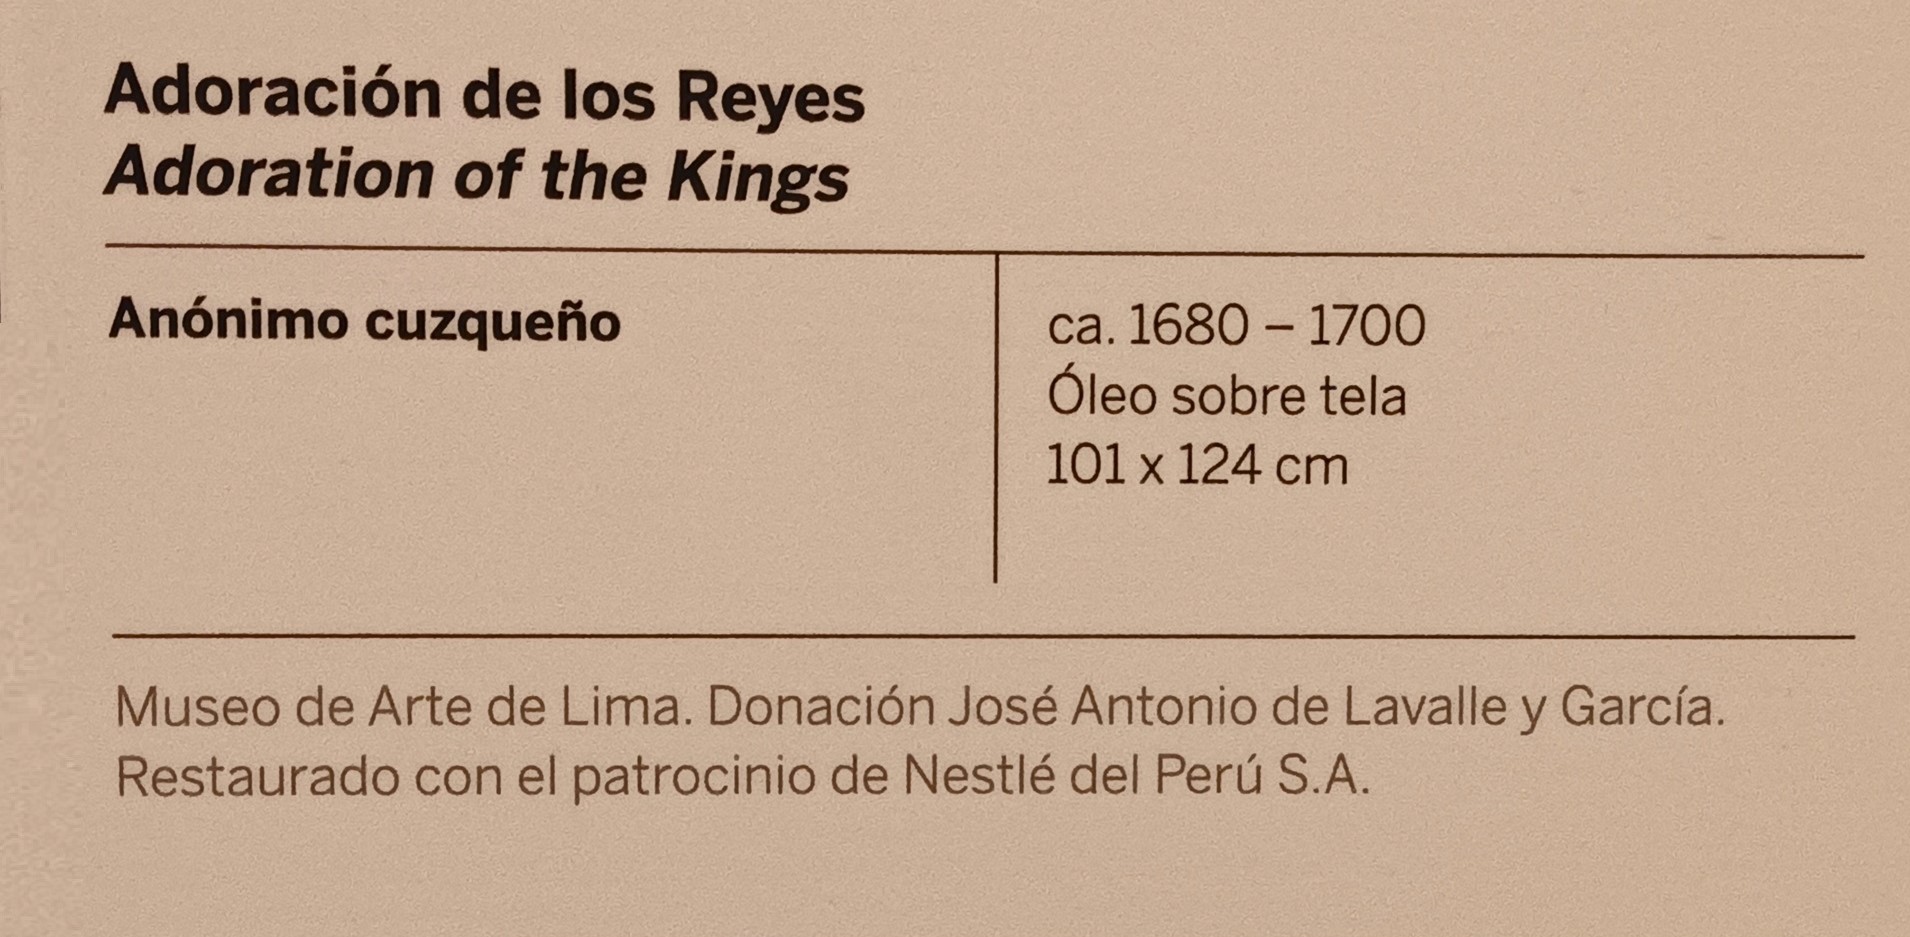 Adoración de los Reyes
Adoration of the Kings
Anónimo cuzqueño
ca. 1680 – 1700
Óleo sobre tela
101 x 124 cm
Museo de Arte de Lima. Donación José Antonio de Lavalle y García.
Restaurado con el patrocinio de Nestlé del Perú S.A.